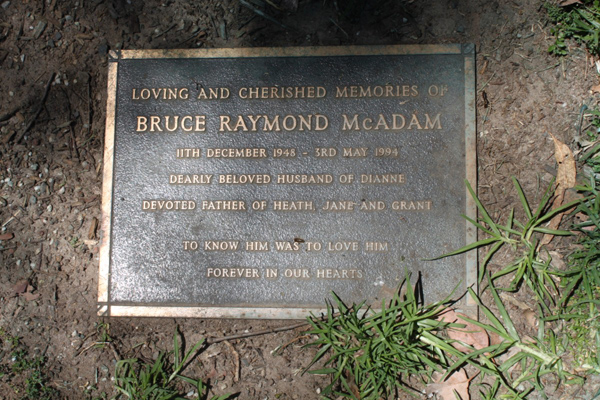 LOVING AND CHERISHED MEMORIES OF
BRUCE RAYMOND McADAM
11TH DECEMBER 1948 - 3RD MAY 1994
DEARLY BELOVED HUSBAND OF DIANNE
DEVOTED FATHER OF HEATH, JANE AND GRANT
TO KNOW HIM WAS TO LOVE HIM
FOREVER IN OUR HEARTS